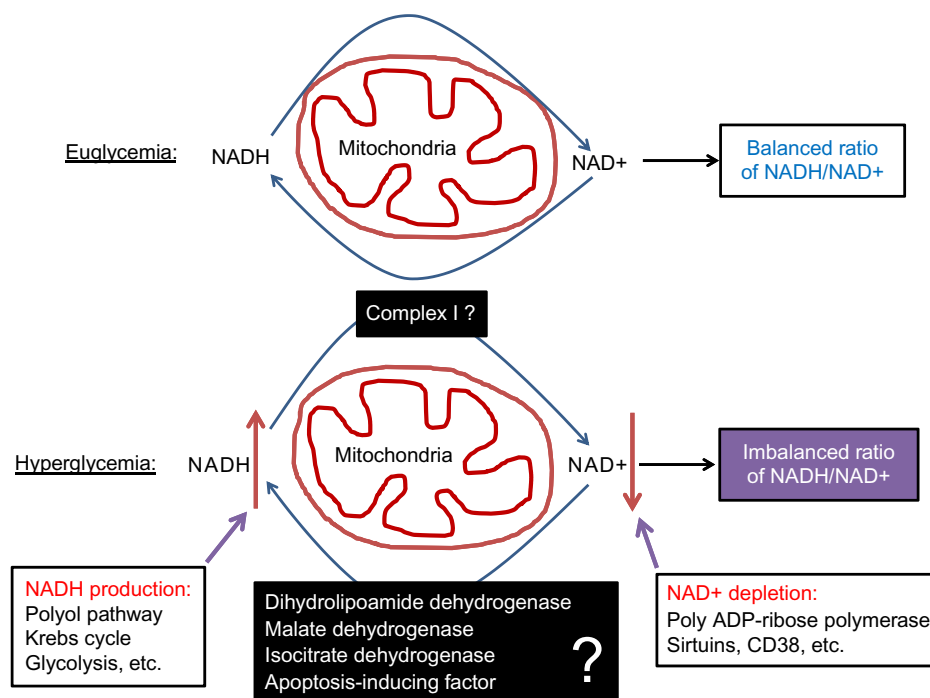 Euglycemia:
NADH
Mitochondria
NAD+
Balanced ratio
of NADH/NAD+
Complex I ?
Hyperglycemia:
NADH
Mitochondria
NAD+
Imbalanced ratio
of NADH/NAD+
NADH production:
Polyol pathway
Krebs cycle
Glycolysis, etc.
Dihydrolipoamide dehydrogenase
Malate dehydrogenase
Isocitrate dehydrogenase
Apoptosis-inducing factor
?
NAD+ depletion:
Poly ADP-ribose polymerase
Sirtuins, CD38, etc.